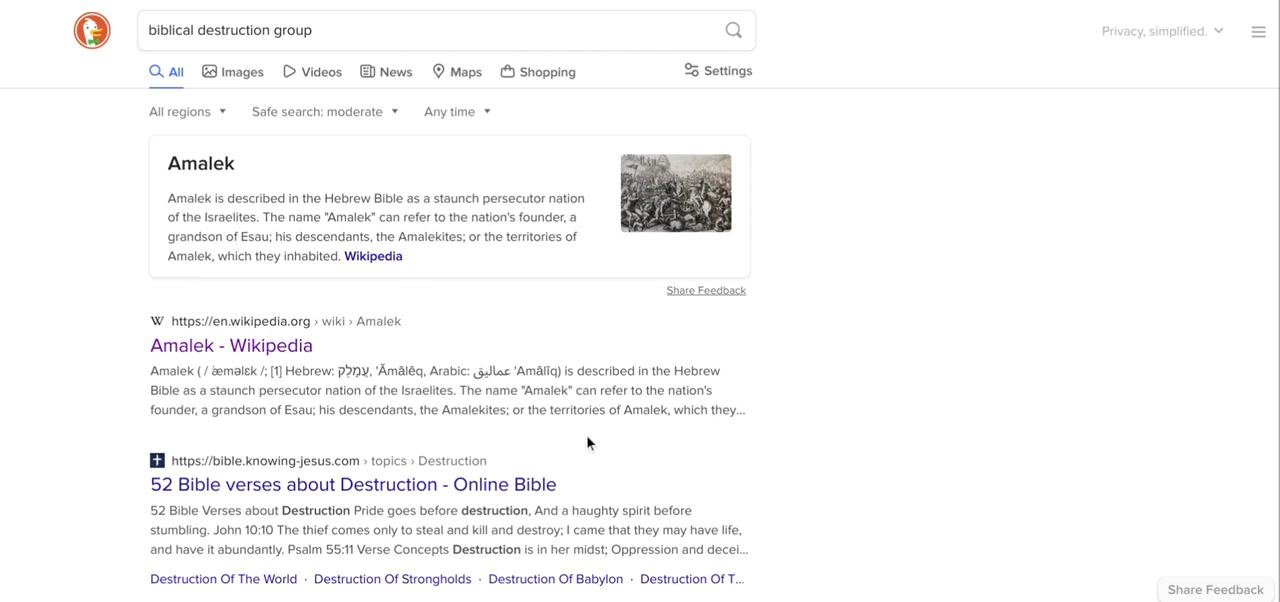 biblical destruction group
Privacy, simplified.
All Images Videos News Maps Shopping Settings
All regions Safe search: moderate Any time
Amalek
Amalek is described in the Hebrew Bible as a staunch persecutor nation
of the Israelites. The name "Amalek" can refer to the nation's founder, a
grandson of Esau; his descendants, the Amalekites; or the territories of
Amalek, which they inhabited. Wikipedia
Share Feedback
W https://en.wikipedia.org › wiki › Amalek
Amalek - Wikipedia
Amalek ( / ˈæməlɛk /; [1] Hebrew: עֲמָלֵק, 'Ămālēq, Arabic: عماليق 'Amālīq) is described in the Hebrew
Bible as a staunch persecutor nation of the Israelites. The name "Amalek" can refer to the nation's
founder, a grandson of Esau; his descendants, the Amalekites; or the territories of Amalek, which they...
https://bible.knowing-jesus.com › topics › Destruction
52 Bible verses about Destruction - Online Bible
52 Bible Verses about Destruction Pride goes before destruction, And a haughty spirit before
stumbling. John 10:10 The thief comes only to steal and kill and destroy; I came that they may have life,
and have it abundantly. Psalm 55:11 Verse Concepts Destruction is in her midst; Oppression and decei...
Destruction Of The World · Destruction Of Strongholds · Destruction Of Babylon · Destruction Of T...
Share Feedback